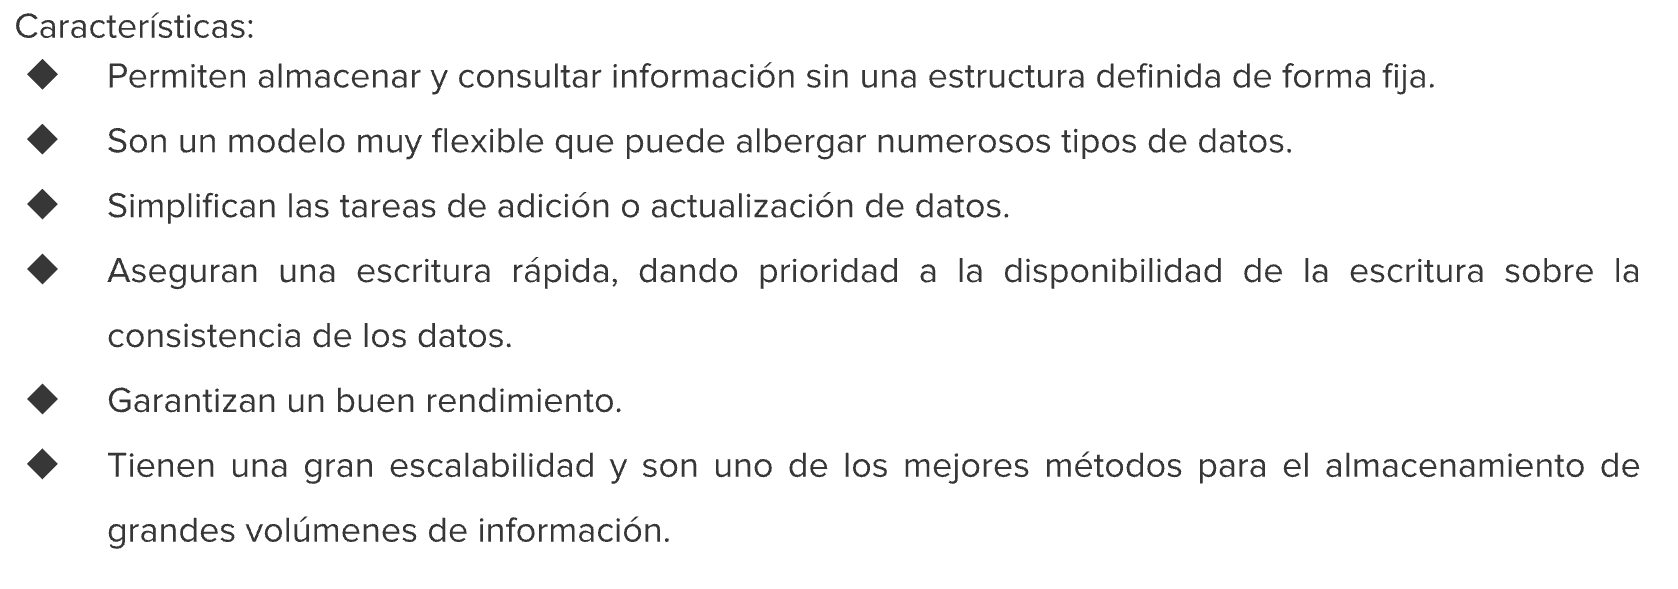 Características:
◆ Permiten almacenar y consultar información sin una estructura definida de forma fija.
◆ Son un modelo muy flexible que puede albergar numerosos tipos de datos.
◆ Simplifican las tareas de adición o actualización de datos.
◆ Aseguran una escritura rápida, dando prioridad a la disponibilidad de la escritura sobre la
consistencia de los datos.
◆ Garantizan un buen rendimiento.
◆ Tienen una gran escalabilidad y son uno de los mejores métodos para el almacenamiento de
grandes volúmenes de información.